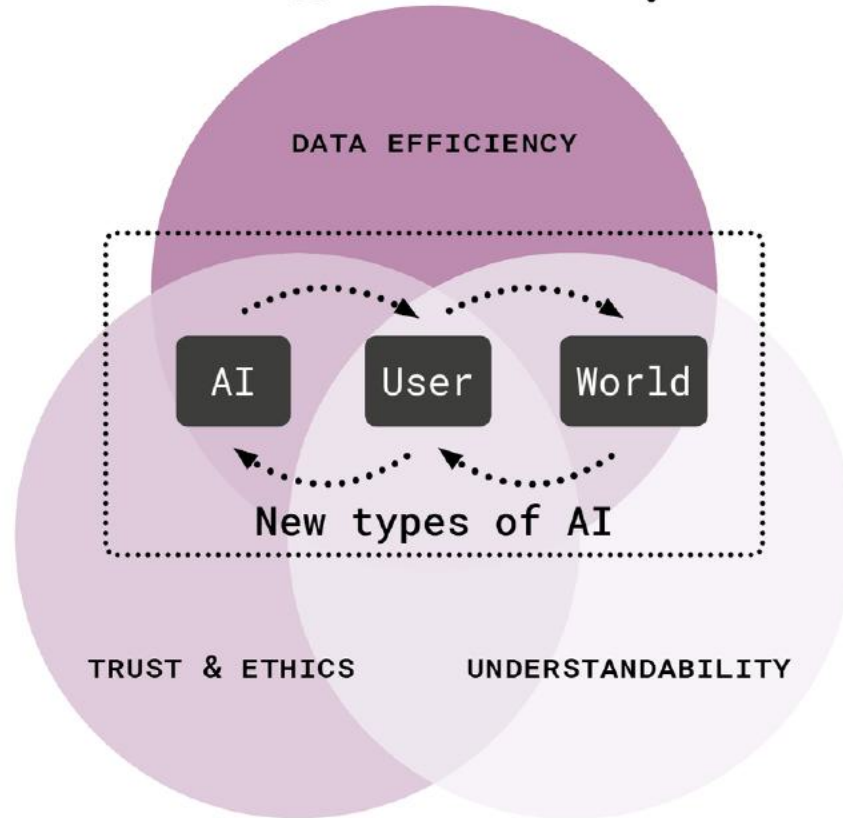 DATA EFFICIENCY
AI User World
New types of AI
TRUST & ETHICS UNDERSTANDABILITY